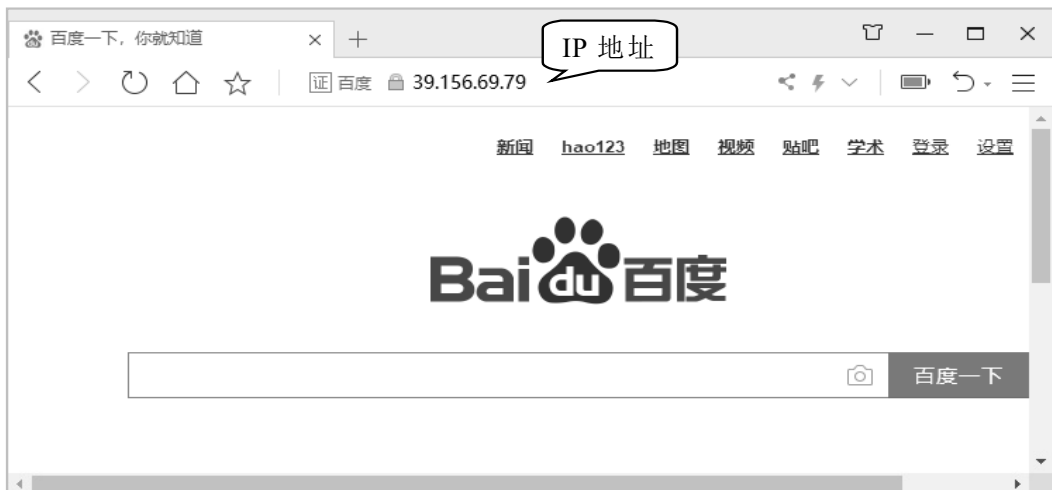 百度一下，你就知道
IP 地址
证 百度 39.156.69.79
新闻 hao123 地图 视频 贴吧 学术 登录 设置
Bai du 百度
百度一下